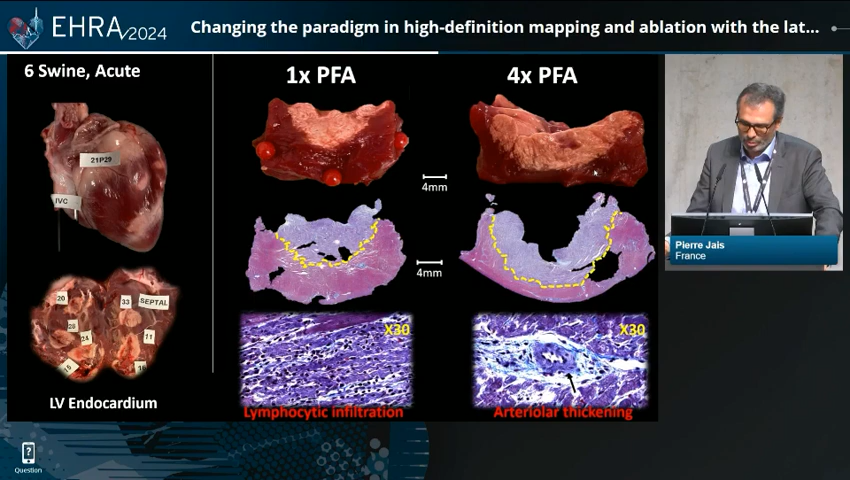 EHRA/2024
Changing the paradigm in high-definition mapping and ablation with the lat...
6 Swine, Acute
1x PFA
4x PFA
21P29
IVC
4mm
4mm
20
33
SEPTAL
28
24
11
X30
X30
LV Endocardium
Lymphocytic infiltration
Arteriolar thickening
Pierre Jais
France
?
Question